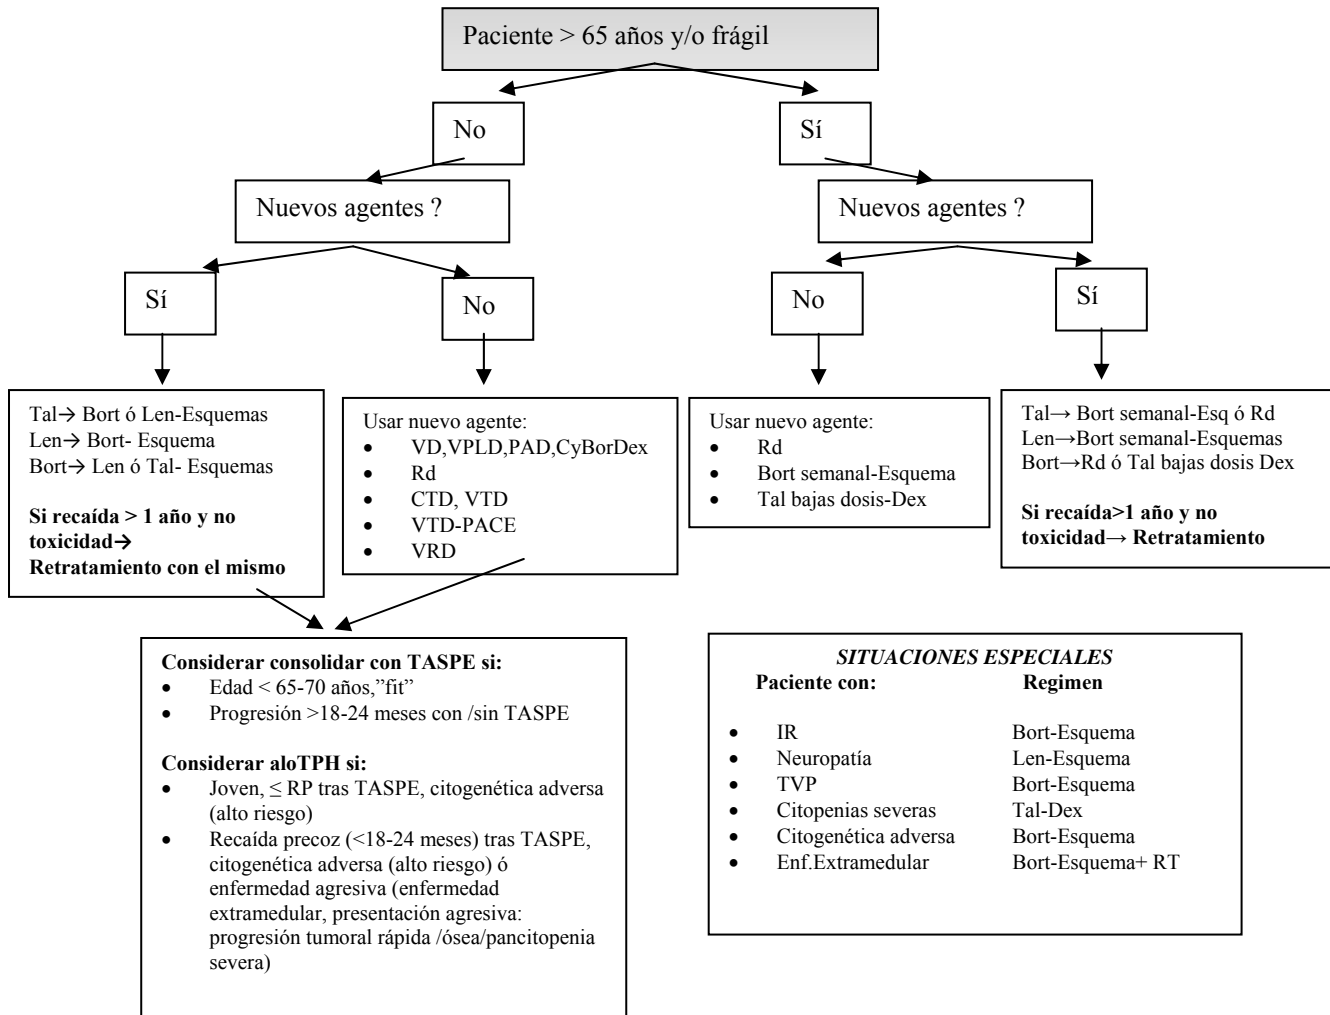 Paciente > 65 años y/o frágil
No
Sí
Nuevos agentes ?
Nuevos agentes ?
Sí
No
No
Sí
Tal→ Bort ó Len-Esquemas
Len→ Bort- Esquema
Bort→ Len ó Tal- Esquemas
Si recaída > 1 año y no
toxicidad→
Retratamiento con el mismo
Usar nuevo agente:
• VD,VPLD,PAD,CyBorDex
• Rd
• CTD, VTD
• VTD-PACE
• VRD
Usar nuevo agente:
• Rd
• Bort semanal-Esquema
• Tal bajas dosis-Dex
Tal→ Bort semanal-Esq ó Rd
Len→Bort semanal-Esquemas
Bort→Rd ó Tal bajas dosis Dex
Si recaída>1 año y no
toxicidad→ Retratamiento
Considerar consolidar con TASPE si:
• Edad < 65-70 años,”fit”
• Progresión >18-24 meses con /sin TASPE
Considerar aloTPH si:
• Joven, ≤ RP tras TASPE, citogenética adversa
(alto riesgo)
• Recaída precoz (<18-24 meses) tras TASPE,
citogenética adversa (alto riesgo) ó
enfermedad agresiva (enfermedad
extramedular, presentación agresiva:
progresión tumoral rápida /ósea/pancitopenia
severa)
SITUACIONES ESPECIALES
Paciente con: Regimen
• IR Bort-Esquema
• Neuropatía Len-Esquema
• TVP Bort-Esquema
• Citopenias severas Tal-Dex
• Citogenética adversa Bort-Esquema
• Enf.Extramedular Bort-Esquema+ RT